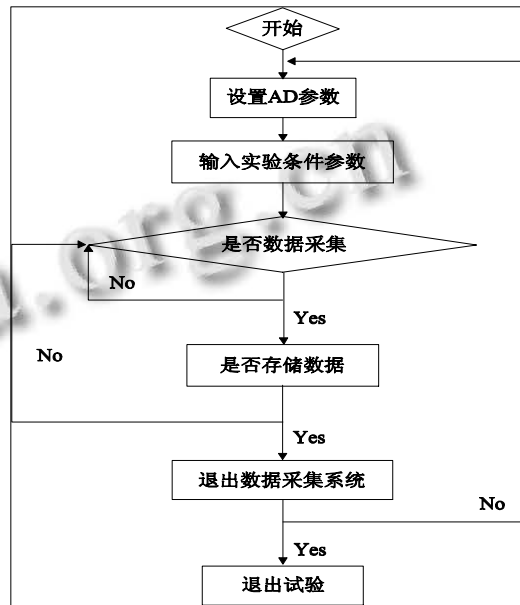 开始
设置AD参数
输入实验条件参数
是否数据采集
No
Yes
No
是否存储数据
Yes
退出数据采集系统
No
Yes
退出试验
.org.cn